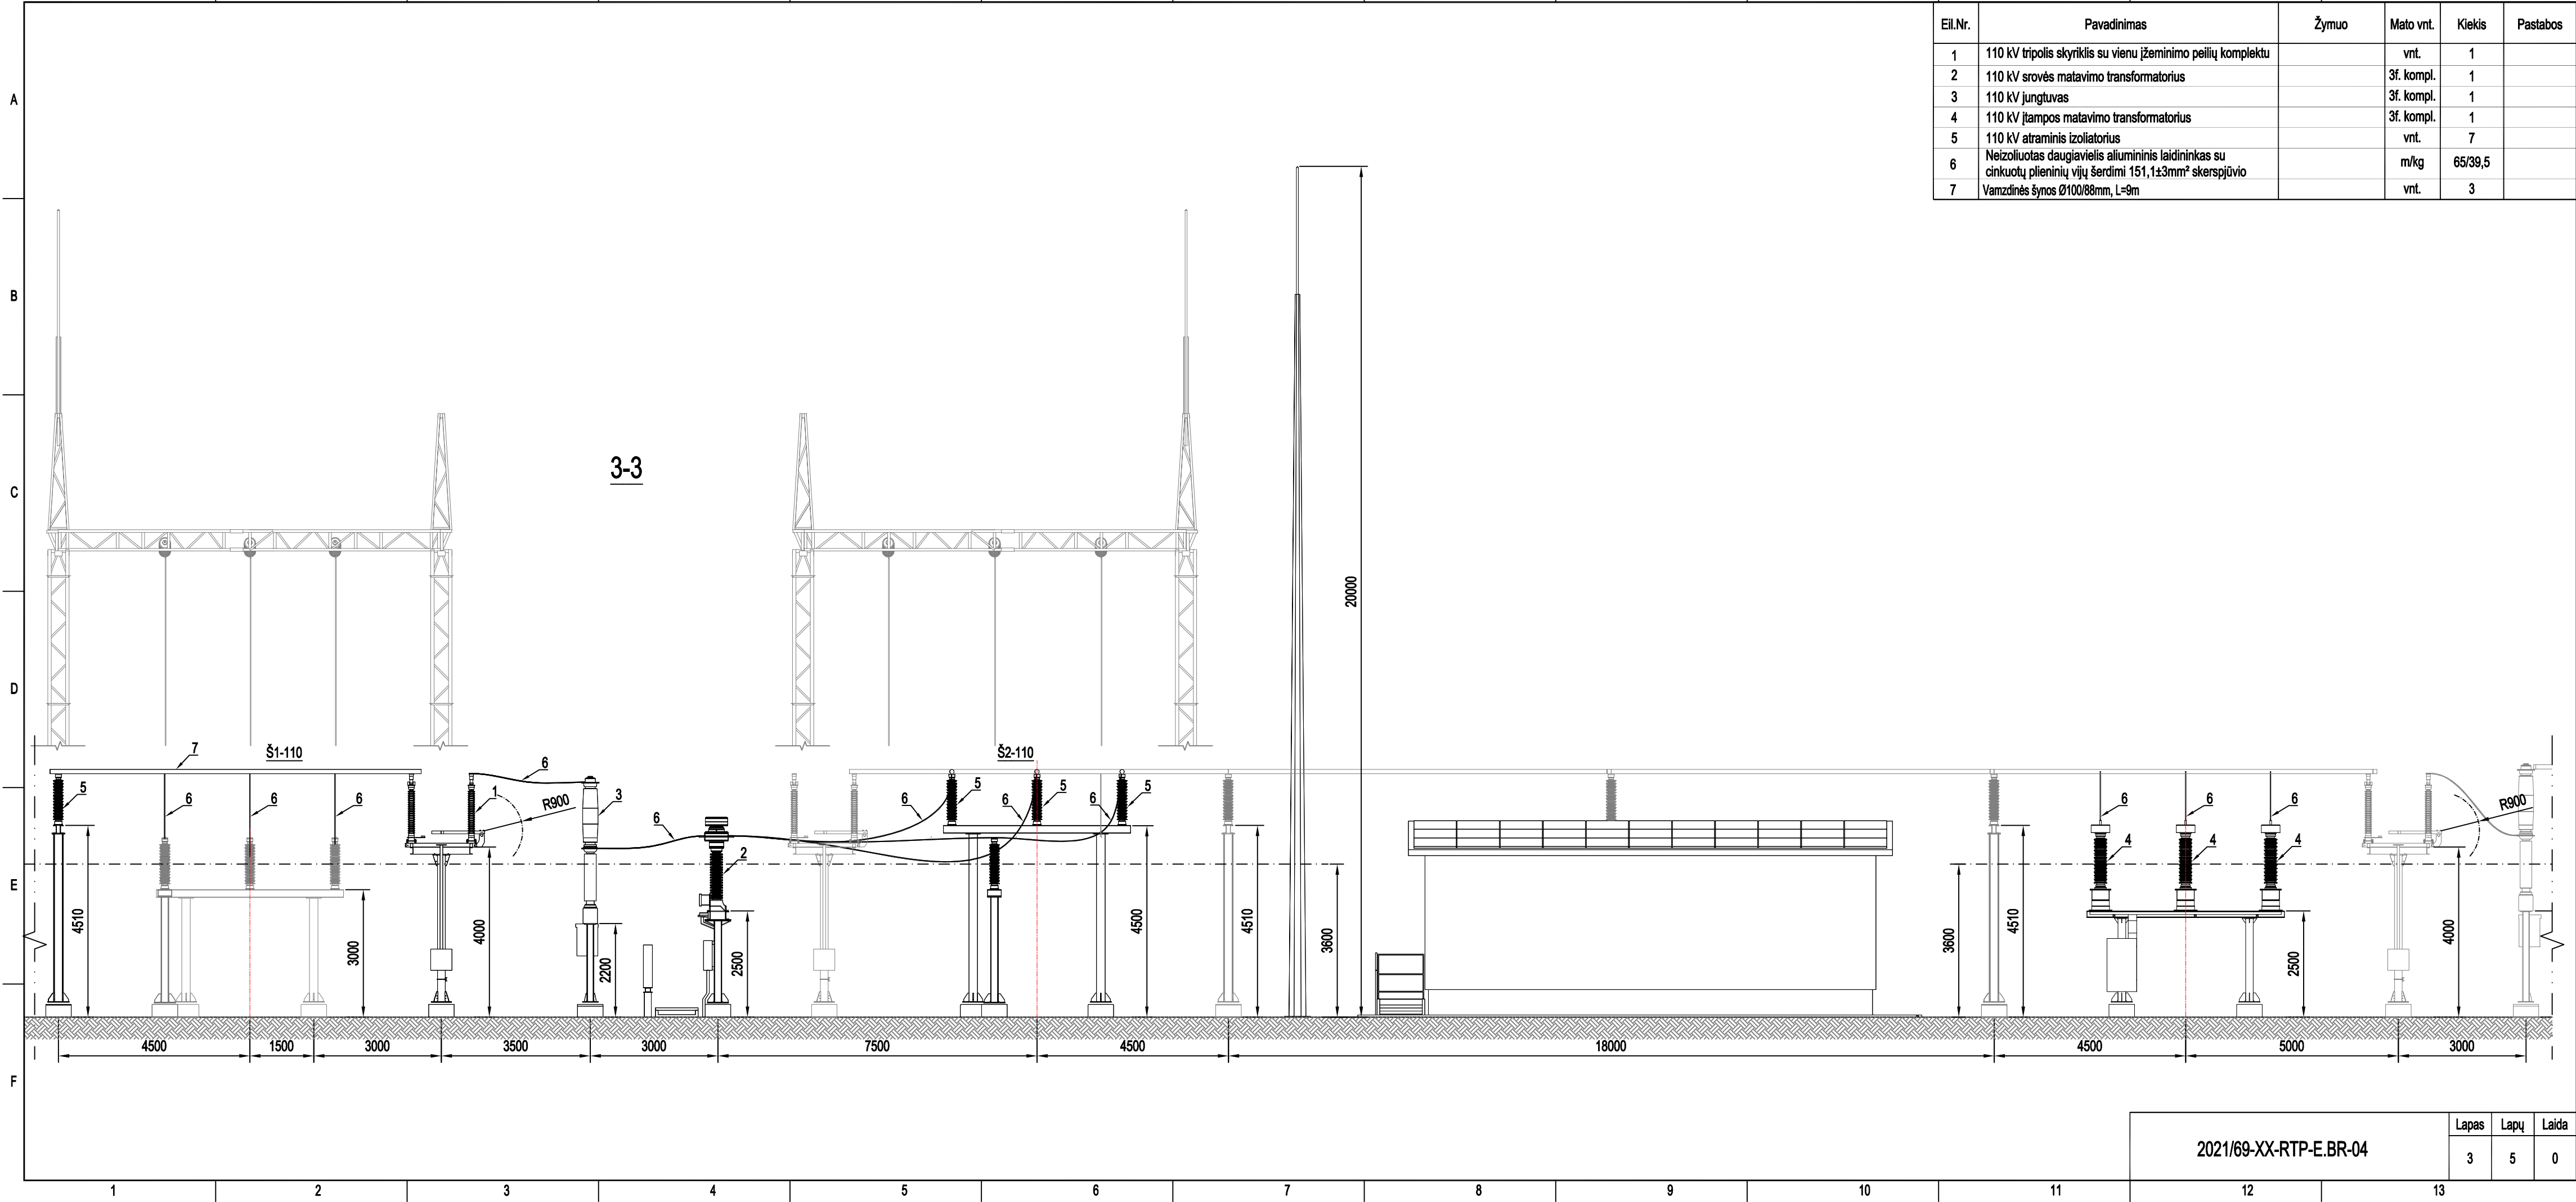 Eil.Nr. Pavadinimas Žymuo Mato vnt. Kiekis Pastabos
1 110 kV tripolis skyriklis su vienu įžeminimo peilių komplektu vnt. 1
2 110 kV srovės matavimo transformatorius 3f. kompl. 1
3 110 kV jungtuvas 3f. kompl. 1
4 110 kV įtampos matavimo transformatorius 3f. kompl. 1
5 110 kV atraminis izoliatorius vnt. 7
6 Neizoliuotas daugiavielis aliumininis laidininkas su
cinkuotų plieninių vijų šerdimi 151,1±3mm² skerspjūvio m/kg 65/39,5
7 Vamzdinės šynos Ø100/88mm, L=9m vnt. 3
A
B
C
D
E
F
3-3
20000
7 Š1-110 6 Š2-110
5 6 6 6 1 R900 3 6 6 5 6 5 6 5 6 6 6 R900
2 4 4 4
4510 3000 4000 2200 2500 4500 4510 3600 3600 4510 2500 4000
4500 1500 3000 3500 3000 7500 4500 18000 4500 5000 3000
2021/69-XX-RTP-E.BR-04
Lapas Lapų Laida
3 5 0
1 2 3 4 5 6 7 8 9 10 11 12 13